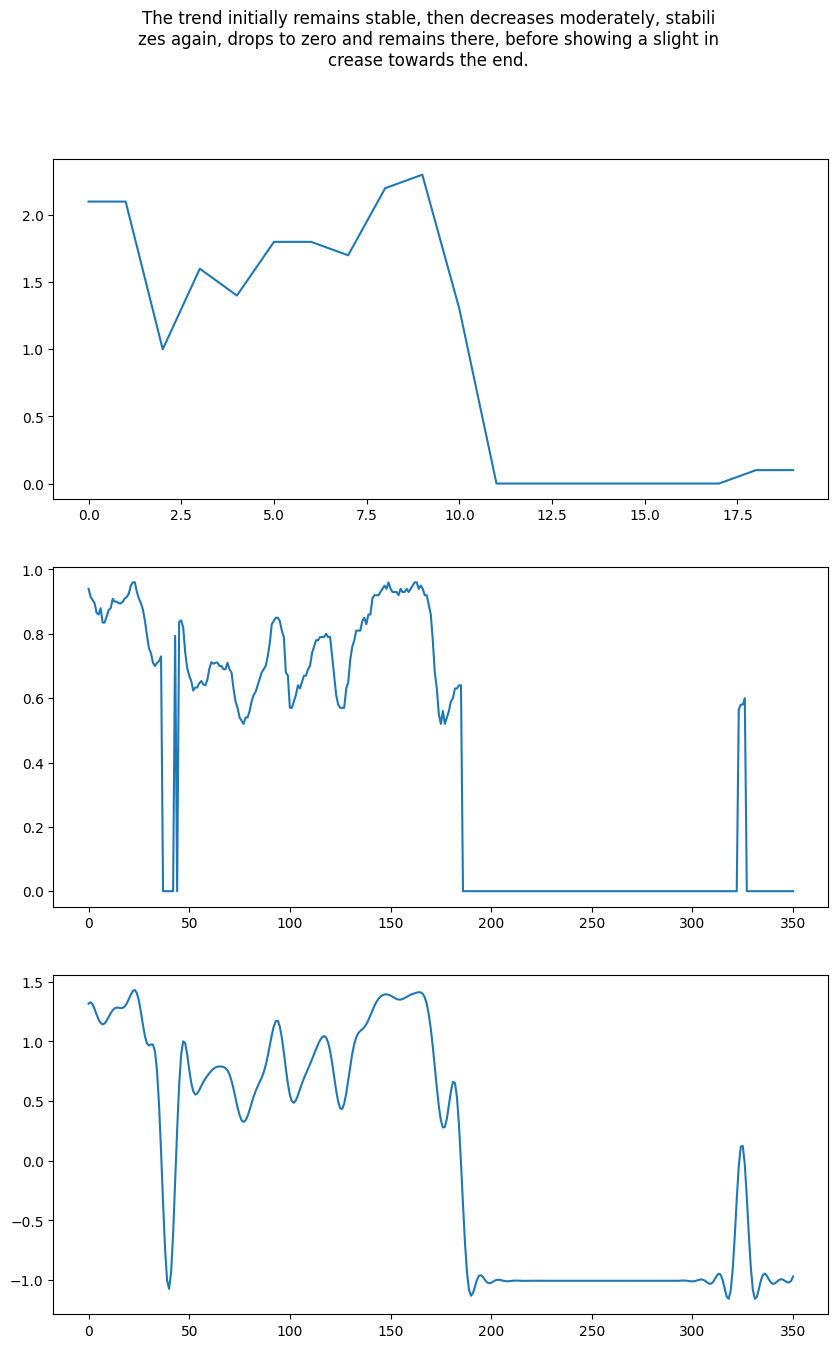 The trend initially remains stable, then decreases moderately, stabili
zes again, drops to zero and remains there, before showing a slight in
crease towards the end.
2.0
1.5
1.0
0.5
0.0
0.0 2.5 5.0 7.5 10.0 12.5 15.0 17.5
1.0
0.8
0.6
0.4
0.2
0.0
0 50 100 150 200 250 300 350
1.5
1.0
0.5
0.0
−0.5
−1.0
0 50 100 150 200 250 300 350